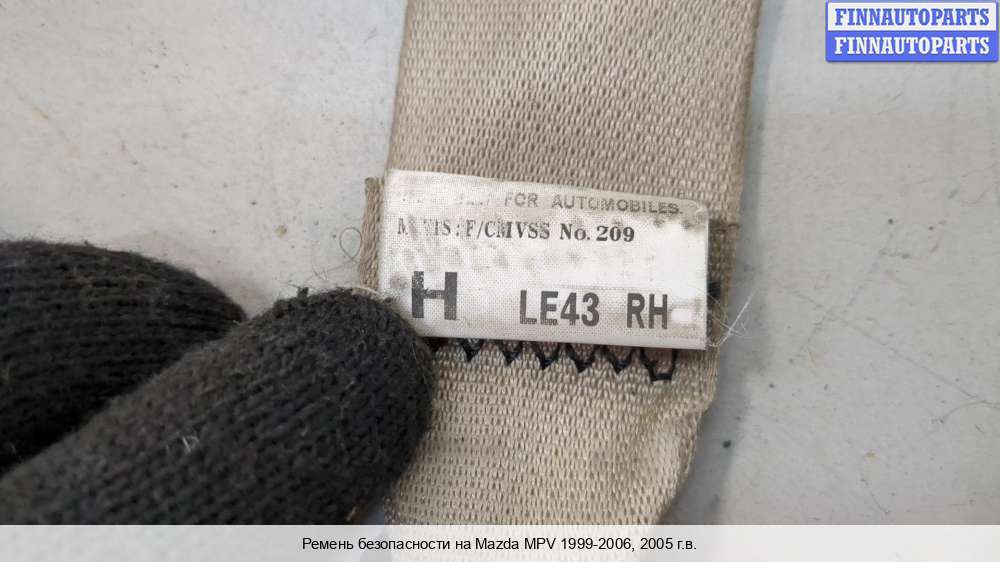 FINNAUTOPARTS
FINNAUTOPARTS
FOR AUTOMOBILES.
F/CMVSS No. 209
H LE43 RH
Ремень безопасности на Mazda MPV 1999-2006, 2005 г.в.